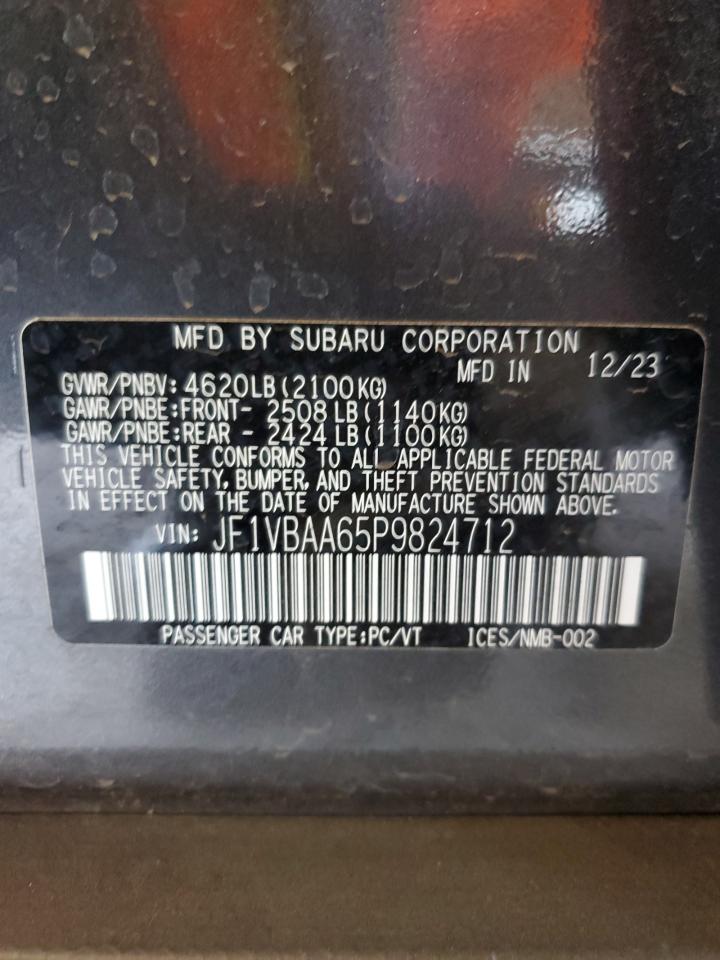 MFD BY SUBARU CORPORATION
MFD IN 12/23
GVWR/PNBV: 4620LB(2100KG)
GAWR/PNBE:FRONT- 2508LB(1140KG)
GAWR/PNBE:REAR - 2424LB(1100KG)
THIS VEHICLE CONFORMS TO ALL APPLICABLE FEDERAL MOTOR
VEHICLE SAFETY, BUMPER, AND THEFT PREVENTION STANDARDS
IN EFFECT ON THE DATE OF MANUFACTURE SHOWN ABOVE.
VIN: JF1VBAA65P9824712
PASSENGER CAR TYPE:PC/VT ICES/NMB-002